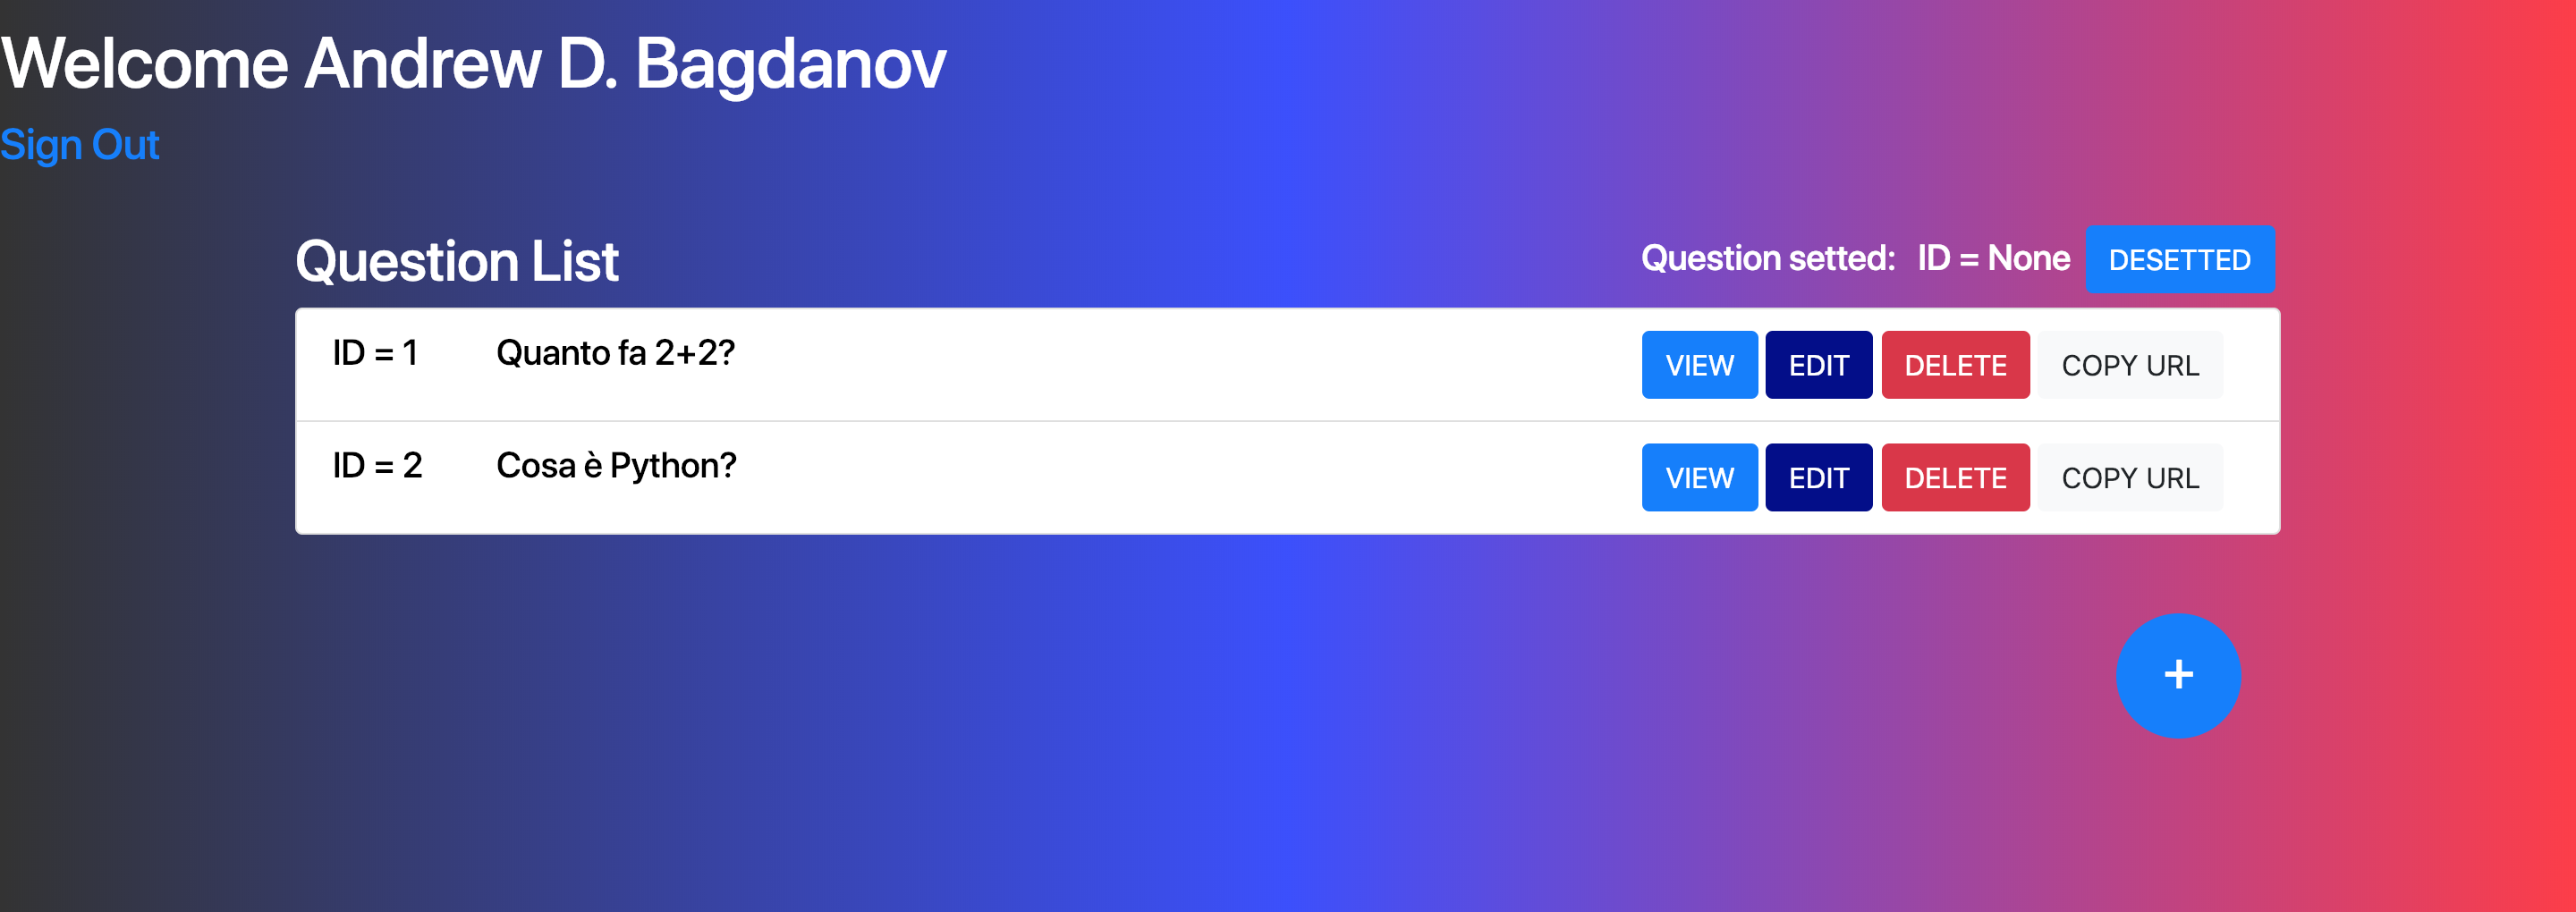 Welcome Andrew D. Bagdanov
Sign Out
Question List Question setted: ID = None DESETTED
ID = 1 Quanto fa 2+2? VIEW EDIT DELETE COPY URL
ID = 2 Cosa è Python? VIEW EDIT DELETE COPY URL
+